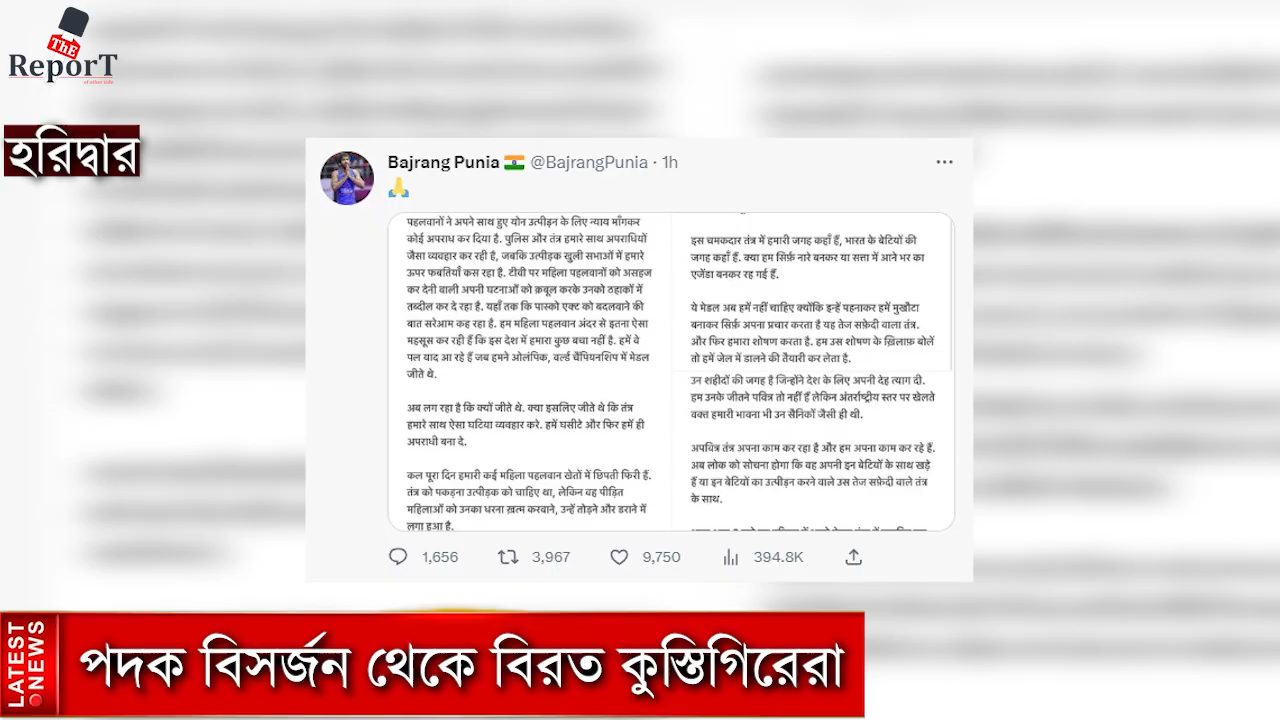 ThE
ReporT
of other side
হরিদ্বার
Bajrang Punia @BajrangPunia · 1h
पहलवानों ने अपने साथ हुए योन उत्पीड़न के लिए न्याय माँगकर
कोई अपराध कर दिया है. पुलिस और तंत्र हमारे साथ अपराधियों
जैसा व्यवहार कर रही है, जबकि उत्पीड़क खुली सभाओं में हमारे
ऊपर फबतियाँ कस रहा है. टीवी पर महिला पहलवानों को असहज
कर देनी वाली अपनी घटनाओं को क़बूल करके उनको ठहाकों में
तब्दील कर दे रहा है. यहाँ तक कि पास्को एक्ट को बदलवाने की
बात सरेआम कह रहा है. हम महिला पहलवान अंदर से इतना ऐसा
महसूस कर रही हैं कि इस देश में हमारा कुछ बचा नहीं है. हमें वे
पल याद आ रहे हैं जब हमने ओलंपिक, वर्ल्ड चैंपियनशिप में मेडल
जीते थे.
अब लग रहा है कि क्यों जीते थे. क्या इसलिए जीते थे कि तंत्र
हमारे साथ ऐसा घटिया व्यवहार करे. हमें घसीटे और फिर हमें ही
अपराधी बना दे.
कल पूरा दिन हमारी कई महिला पहलवान खेतों में छिपती फिरी हैं.
तंत्र को पकड़ना उत्पीड़क को चाहिए था, लेकिन वह पीड़ित
महिलाओं को उनका धरना ख़त्म करवाने, उन्हें तोड़ने और डराने में
लगा हुआ है.
इस चमकदार तंत्र में हमारी जगह कहाँ हैं, भारत के बेटियों की
जगह कहाँ हैं. क्या हम सिर्फ़ नारे बनकर या सत्ता में आने भर का
एजेंडा बनकर रह गई हैं.
ये मेडल अब हमें नहीं चाहिए क्योंकि इन्हें पहनाकर हमें मुखौटा
बनाकर सिर्फ़ अपना प्रचार करता है यह तेज सफ़ेदी वाला तंत्र.
और फिर हमारा शोषण करता है. हम उस शोषण के ख़िलाफ़ बोलें
तो हमें जेल में डालने की तैयारी कर लेता है.
उन शहीदों की जगह है जिन्होंने देश के लिए अपनी देह त्याग दी.
हम उनके जीतने पवित्र तो नहीं हैं लेकिन अंतर्राष्ट्रीय स्तर पर खेलते
वक्त हमारी भावना भी उन सैनिकों जैसी ही थी.
अपवित्र तंत्र अपना काम कर रहा है और हम अपना काम कर रहे हैं.
अब लोक को सोचना होगा कि वह अपनी इन बेटियों के साथ खड़े
हैं या इन बेटियों का उत्पीड़न करने वाले उस तेज सफ़ेदी वाले तंत्र
के साथ.
1,656 3,967 9,750 394.8K
LATEST
NEWS
পদক বিসর্জন থেকে বিরত কুস্তিগিরেরা